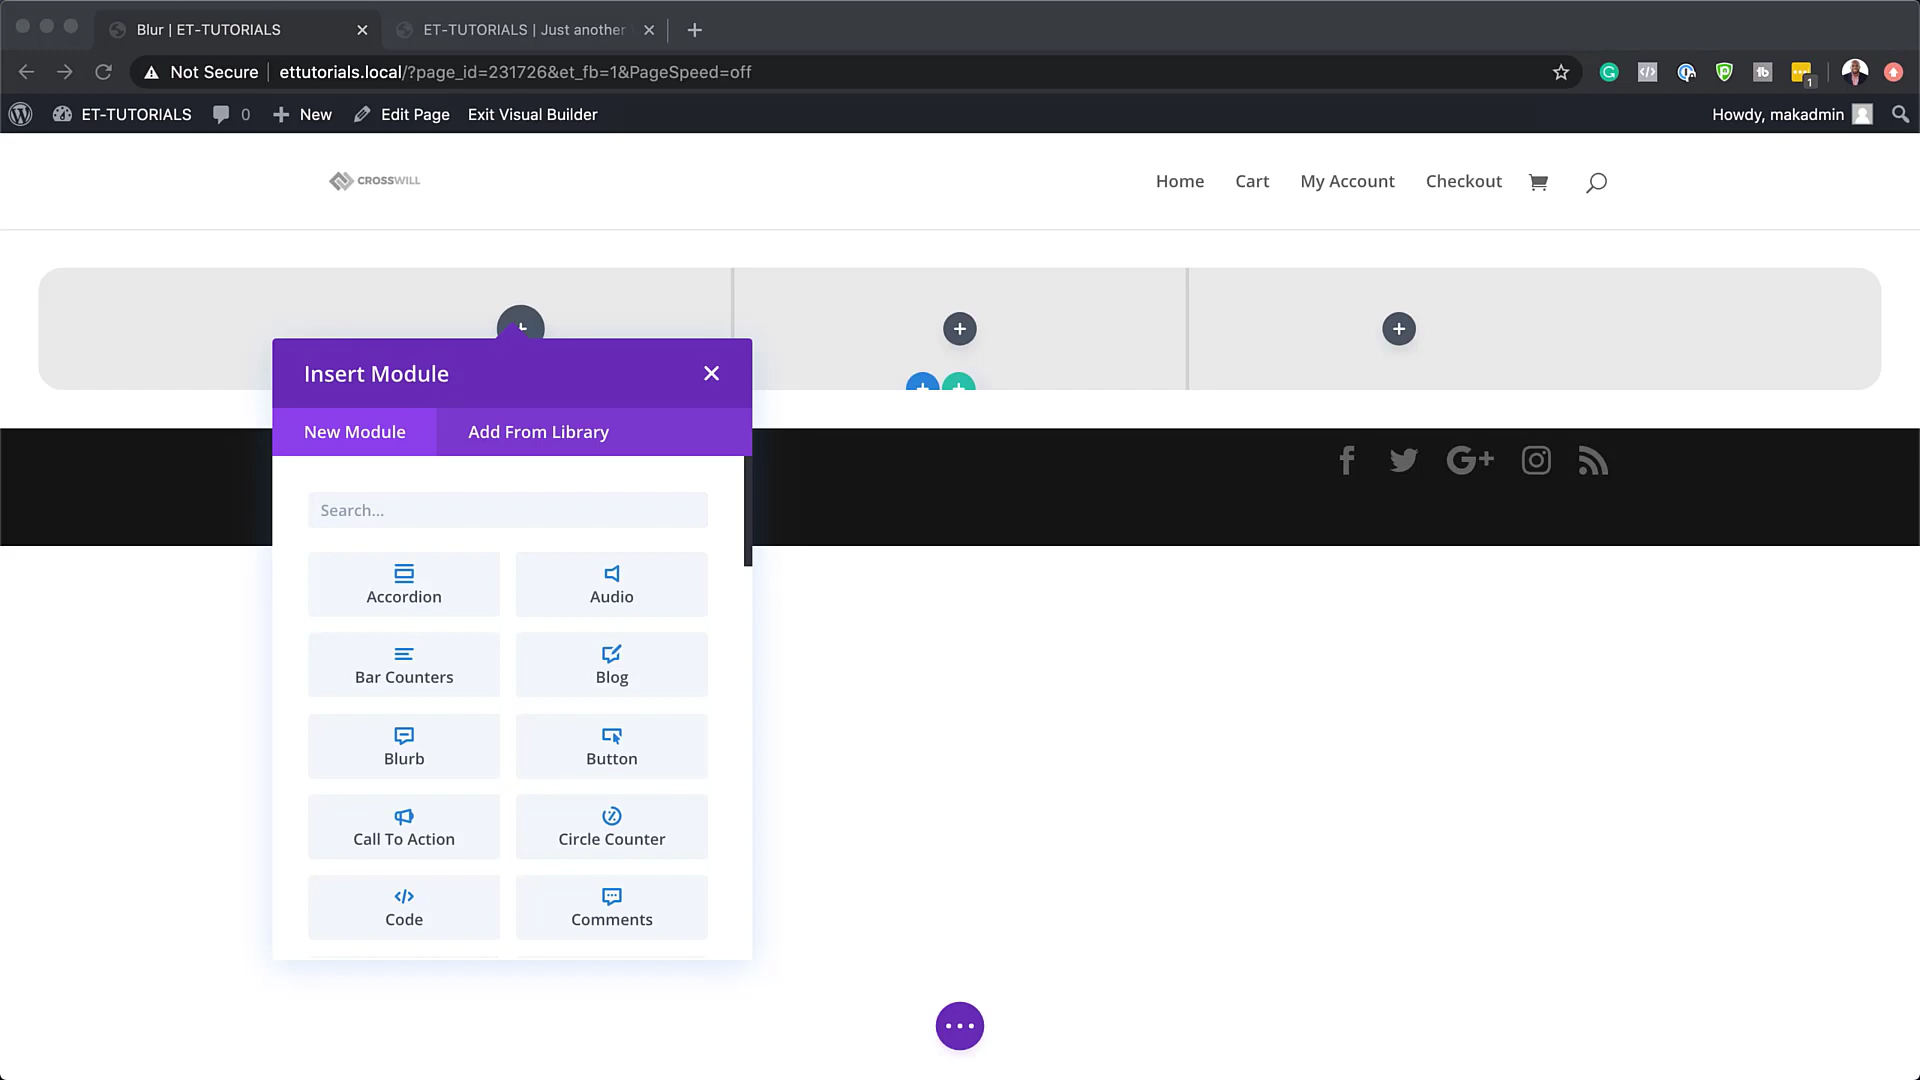 Blur | ET-TUTORIALS
ET-TUTORIALS | Just another
Not Secure
ettutorials.local/?page_id=231726&et_fb=1&PageSpeed=off
1
ET-TUTORIALS
0
New
Edit Page
Exit Visual Builder
Howdy, makadmin
CROSSWILL
Home
Cart
My Account
Checkout
Insert Module
New Module
Add From Library
Search...
Accordion
Audio
Bar Counters
Blog
Blurb
Button
Call To Action
Circle Counter
Code
Comments